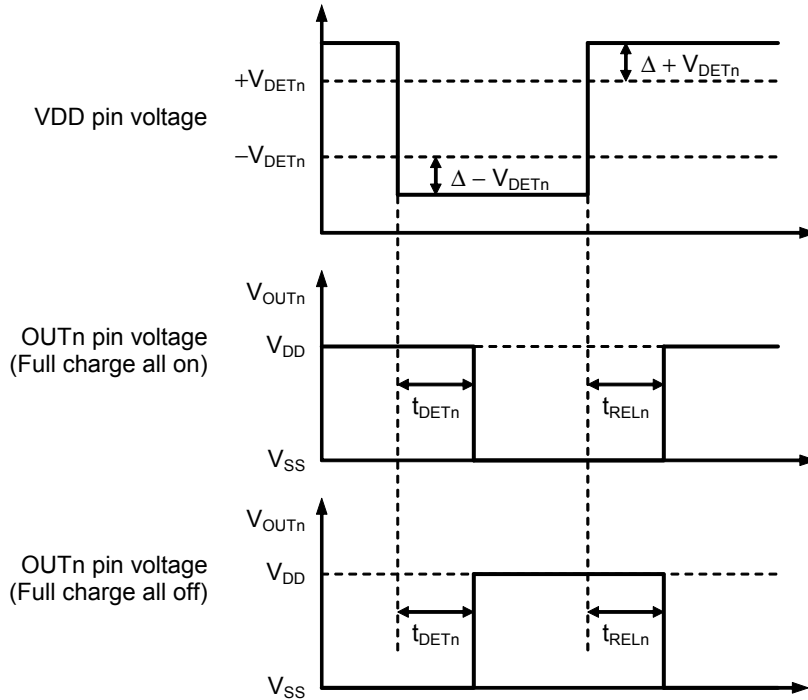 +VDETn
Δ + VDETn
VDD pin voltage
−VDETn
Δ − VDETn
VOUTn
OUTn pin voltage
(Full charge all on)
VDD
tDETn
tRELn
VSS
VOUTn
OUTn pin voltage
(Full charge all off)
VDD
tDETn
tRELn
VSS